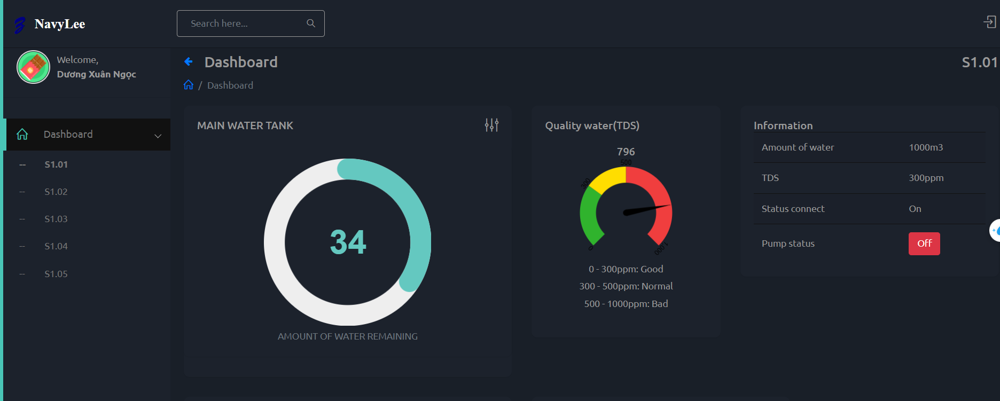 NavyLee
Search here...
Welcome,
Dương Xuân Ngọc
Dashboard
-- S1.01
-- S1.02
-- S1.03
-- S1.04
-- S1.05
Dashboard
S1.01
/ Dashboard
MAIN WATER TANK
34
AMOUNT OF WATER REMAINING
Quality water(TDS)
796
500
300
0
1000
0 - 300ppm: Good
300 - 500ppm: Normal
500 - 1000ppm: Bad
Information
Amount of water 1000m3
TDS 300ppm
Status connect On
Pump status Off